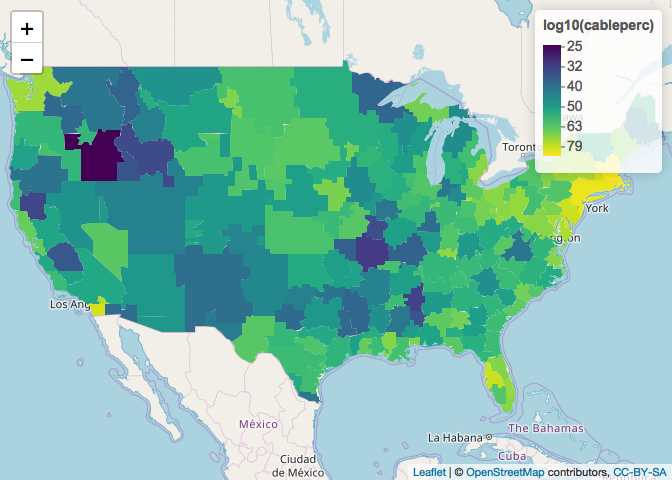 +
−
log10(cableperc)
25
32
40
50
63
79
Toronto
York
Los Ang
México
La Habana
The Bahamas
Cuba
Ciudad
de México
Leaflet | © OpenStreetMap contributors, CC-BY-SA